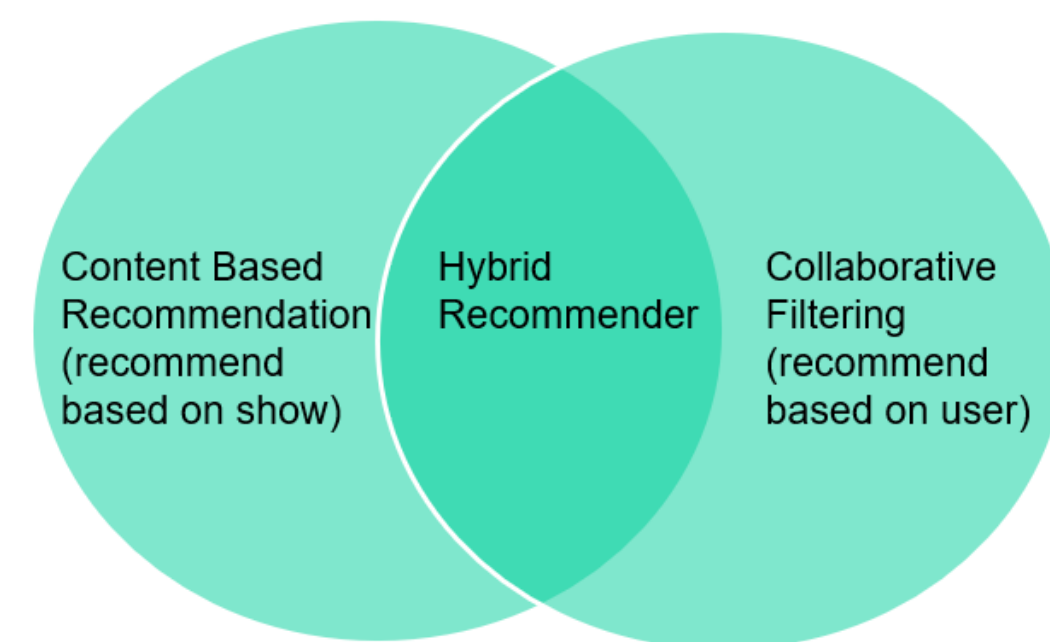 Content Based
Recommendation
(recommend
based on show)
Hybrid
Recommender
Collaborative
Filtering
(recommend
based on user)